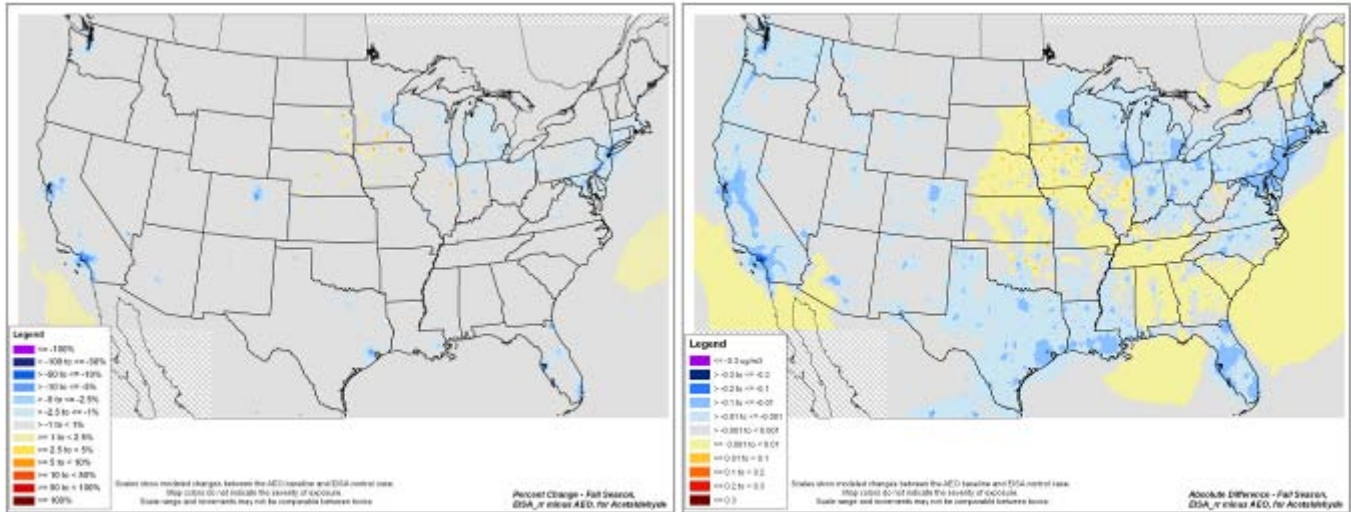 Legend
<= -100%
> -100 to <= -50%
> -50 to <= -10%
> -10 to <= -5%
> -5 to <= -2.5%
> -2.5 to <= -1%
> -1 to < 1%
>= 1 to < 2.5%
>= 2.5 to < 5%
>= 5 to < 10%
>= 10 to < 50%
>= 50 to < 100%
>= 100%
Scales show modeled changes between the AEO baseline and EISA control case.
Map colors do not indicate the severity of exposure.
Scale range and increments may not be comparable between toxics
Percent Change - Fall Season,
EISA_rr minus AEO, for Acetaldehyde
Legend
<= -0.3 ug/m3
> -0.3 to <= -0.2
> -0.2 to <= -0.1
> -0.1 to <= -0.01
> -0.01 to <= -0.001
> -0.001 to < 0.001
>= 0.001 to < 0.01
>= 0.01 to < 0.1
>= 0.1 to < 0.2
>= 0.2 to < 0.3
>= 0.3
Scales show modeled changes between the AEO baseline and EISA control case.
Map colors do not indicate the severity of exposure.
Scale range and increments may not be comparable between toxics
Absolute Difference - Fall Season,
EISA_rr minus AEO, for Acetaldehyde